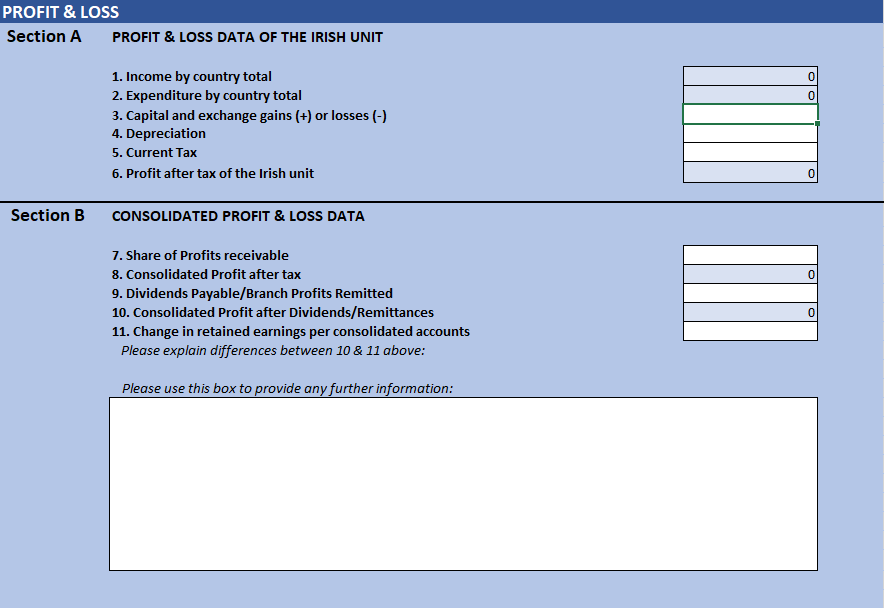 PROFIT & LOSS
Section A PROFIT & LOSS DATA OF THE IRISH UNIT
1. Income by country total 0
2. Expenditure by country total 0
3. Capital and exchange gains (+) or losses (-)
4. Depreciation
5. Current Tax
6. Profit after tax of the Irish unit 0
Section B CONSOLIDATED PROFIT & LOSS DATA
7. Share of Profits receivable
8. Consolidated Profit after tax 0
9. Dividends Payable/Branch Profits Remitted
10. Consolidated Profit after Dividends/Remittances 0
11. Change in retained earnings per consolidated accounts
Please explain differences between 10 & 11 above:
Please use this box to provide any further information: